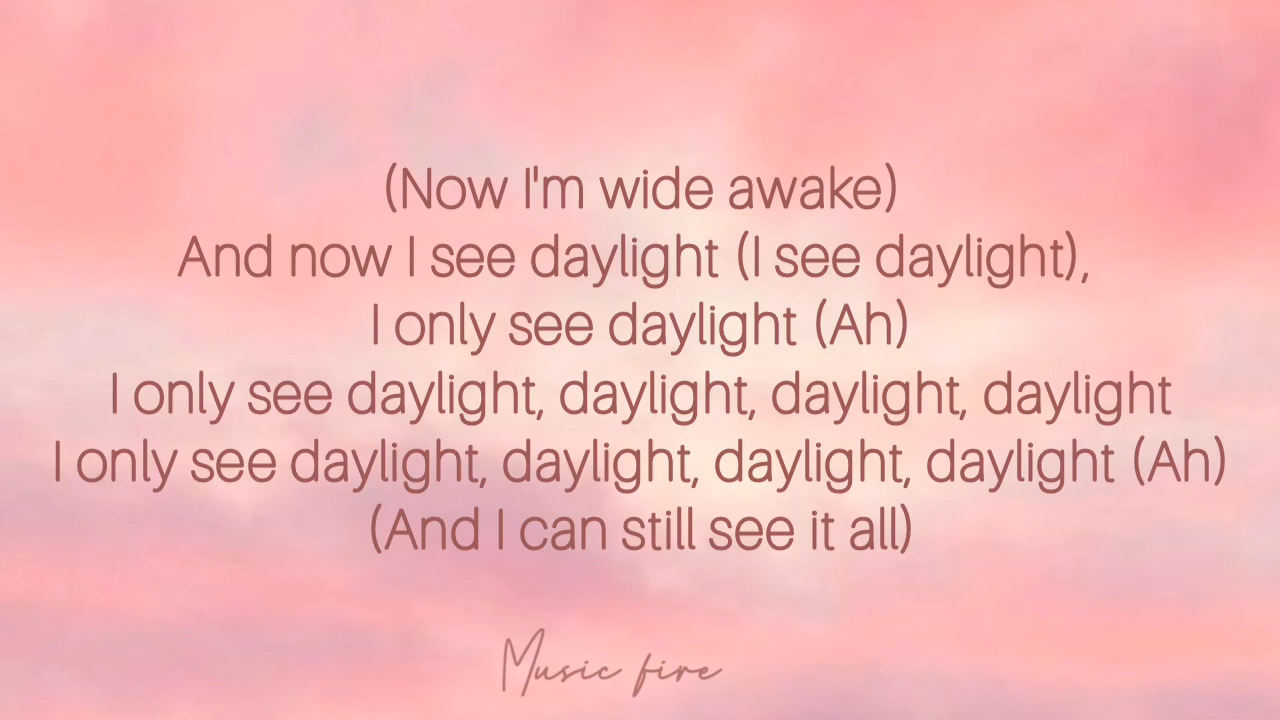 (Now I'm wide awake)
And now I see daylight (I see daylight),
I only see daylight (Ah)
I only see daylight, daylight, daylight, daylight
I only see daylight, daylight, daylight, daylight (Ah)
(And I can still see it all)
Music fire